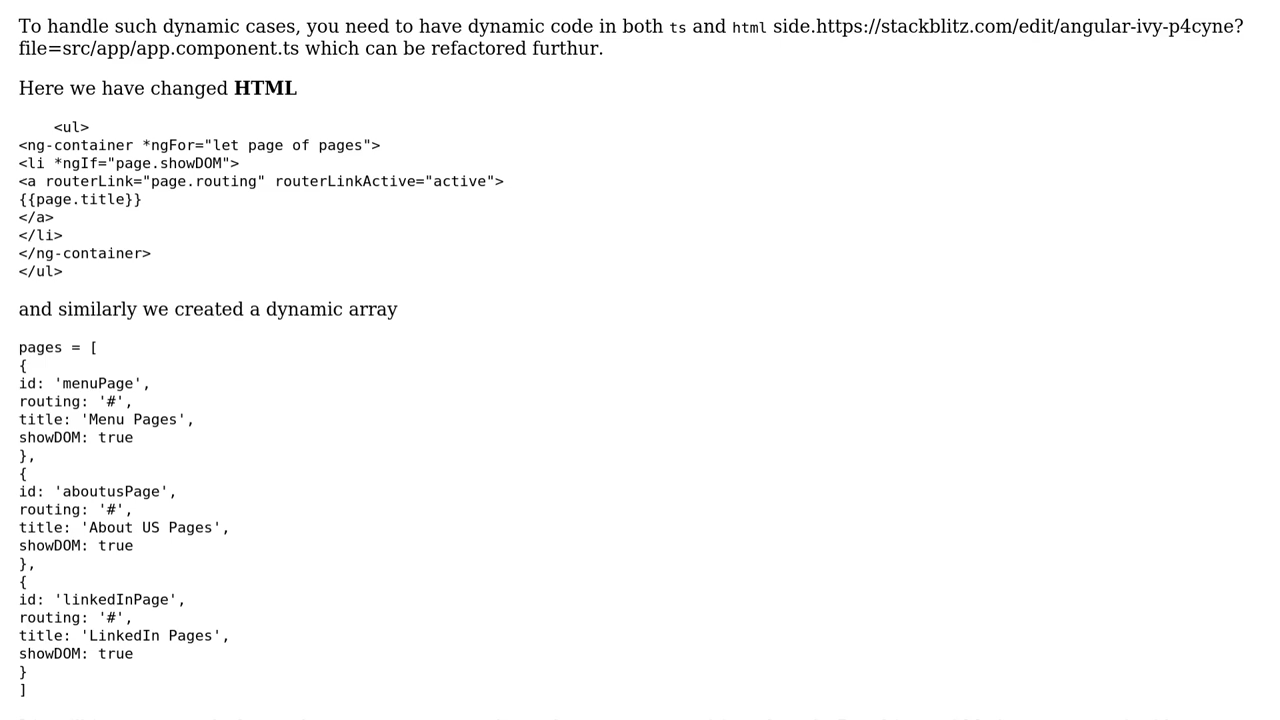 To handle such dynamic cases, you need to have dynamic code in both ts and html side.https://stackblitz.com/edit/angular-ivy-p4cyne?
file=src/app/app.component.ts which can be refactored furthur.
Here we have changed HTML
<ul>
<ng-container *ngFor="let page of pages">
<li *ngIf="page.showDOM">
<a routerLink="page.routing" routerLinkActive="active">
{{page.title}}
</a>
</li>
</ng-container>
</ul>
and similarly we created a dynamic array
pages = [
{
id: 'menuPage',
routing: '#',
title: 'Menu Pages',
showDOM: true
},
{
id: 'aboutusPage',
routing: '#',
title: 'About US Pages',
showDOM: true
},
{
id: 'linkedInPage',
routing: '#',
title: 'LinkedIn Pages',
showDOM: true
}
]